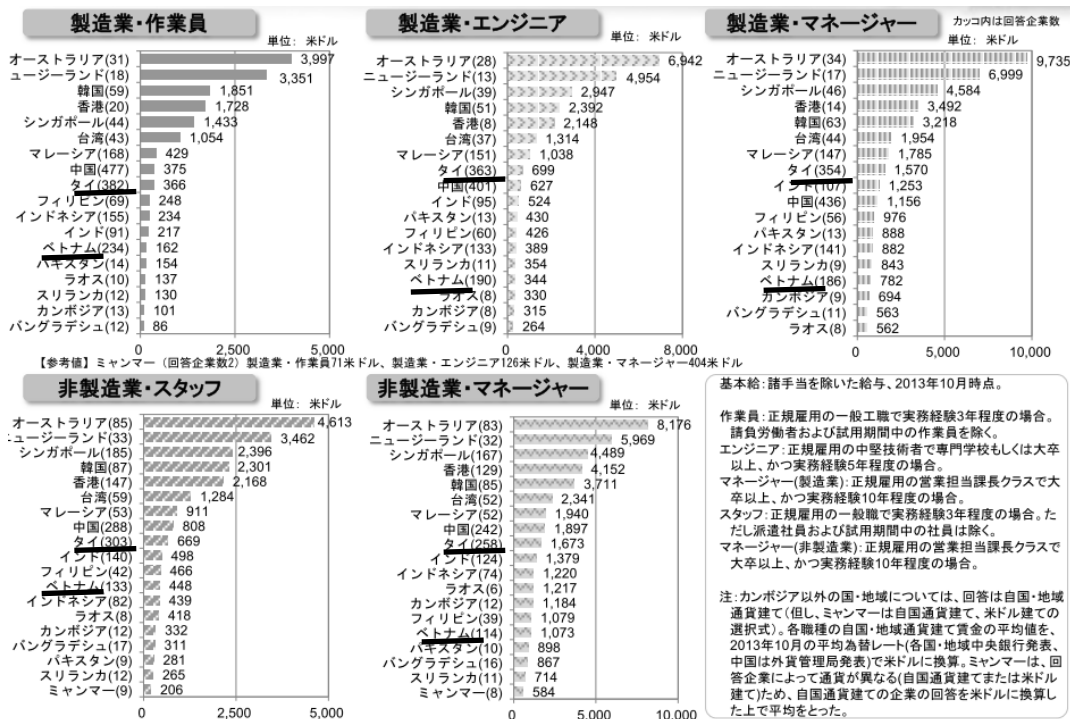 製造業・作業員
単位: 米ドル
オーストラリア(31) 3,997
ュージーランド(18) 3,351
韓国(59) 1,851
香港(20) 1,728
シンガポール(44) 1,433
台湾(43) 1,054
マレーシア(168) 429
中国(477) 375
タイ(382) 366
フィリピン(69) 248
インドネシア(155) 234
インド(91) 217
ベトナム(234) 162
パキスタン(14) 154
ラオス(10) 137
スリランカ(12) 130
カンボジア(13) 101
バングラデシュ(12) 86
0 2,500 5,000
製造業・エンジニア
単位: 米ドル
オーストラリア(28) 6,942
ニュージーランド(13) 4,954
シンガポール(39) 2,947
韓国(51) 2,392
香港(8) 2,148
台湾(37) 1,314
マレーシア(151) 1,038
タイ(363) 699
中国(401) 627
インド(95) 524
パキスタン(13) 430
フィリピン(60) 426
インドネシア(133) 389
スリランカ(11) 354
ベトナム(190) 344
ラオス(8) 330
カンボジア(8) 315
バングラデシュ(9) 264
0 2,000 4,000 6,000 8,000
製造業・マネージャー
カッコ内は回答企業数
単位: 米ドル
オーストラリア(34) 9,735
ニュージーランド(17) 6,999
シンガポール(46) 4,584
香港(14) 3,492
韓国(63) 3,218
台湾(44) 1,954
マレーシア(147) 1,785
タイ(354) 1,570
インド(107) 1,253
中国(436) 1,156
フィリピン(56) 976
パキスタン(13) 888
インドネシア(141) 882
スリランカ(9) 843
ベトナム(186) 782
カンボジア(9) 694
バングラデシュ(11) 563
ラオス(8) 562
0 5,000 10,000
【参考値】ミャンマー (回答企業数2) 製造業・作業員71米ドル、製造業・エンジニア126米ドル、製造業・マネージャー404米ドル
非製造業・スタッフ
単位: 米ドル
オーストラリア(85) 4,613
ニュージーランド(33) 3,462
シンガポール(185) 2,396
韓国(87) 2,301
香港(147) 2,168
台湾(59) 1,284
マレーシア(53) 911
中国(288) 808
タイ(303) 669
インド(140) 498
フィリピン(42) 466
ベトナム(133) 448
インドネシア(82) 439
ラオス(8) 418
カンボジア(12) 332
バングラデシュ(17) 311
パキスタン(9) 281
スリランカ(12) 265
ミャンマー(9) 206
0 2,500 5,000
非製造業・マネージャー
単位: 米ドル
オーストラリア(83) 8,176
ニュージーランド(32) 5,969
シンガポール(167) 4,489
香港(129) 4,152
韓国(85) 3,711
台湾(52) 2,341
マレーシア(52) 1,940
中国(242) 1,897
タイ(258) 1,673
インド(124) 1,379
インドネシア(74) 1,220
ラオス(6) 1,217
カンボジア(12) 1,184
フィリピン(39) 1,079
ベトナム(114) 1,073
パキスタン(10) 898
バングラデシュ(16) 867
スリランカ(11) 714
ミャンマー(8) 584
0 5,000 10,000
基本給:諸手当を除いた給与、2013年10月時点。
作業員:正規雇用の一般工職で実務経験3年程度の場合。
請負労働者および試用期間中の作業員を除く。
エンジニア:正規雇用の中堅技術者で専門学校もしくは大卒
以上、かつ実務経験5年程度の場合。
マネージャー(製造業):正規雇用の営業担当課長クラスで大
卒以上、かつ実務経験10年程度の場合。
スタッフ:正規雇用の一般職で実務経験3年程度の場合。た
だし派遣社員および試用期間中の社員は除く。
マネージャー(非製造業):正規雇用の営業担当課長クラスで
大卒以上、かつ実務経験10年程度の場合。
注:カンボジア以外の国・地域については、回答は自国・地域
通貨建て(但し、ミャンマーは自国通貨建て、米ドル建ての
選択式)。各職種の自国・地域通貨建て賃金の平均値を、
2013年10月の平均為替レート(各国・地域中央銀行発表、
中国は外貨管理局発表)で米ドルに換算。ミャンマーは、回
答企業によって通貨が異なる(自国通貨建てまたは米ドル
建て)ため、自国通貨建ての企業の回答を米ドルに換算し
た上で平均をとった。